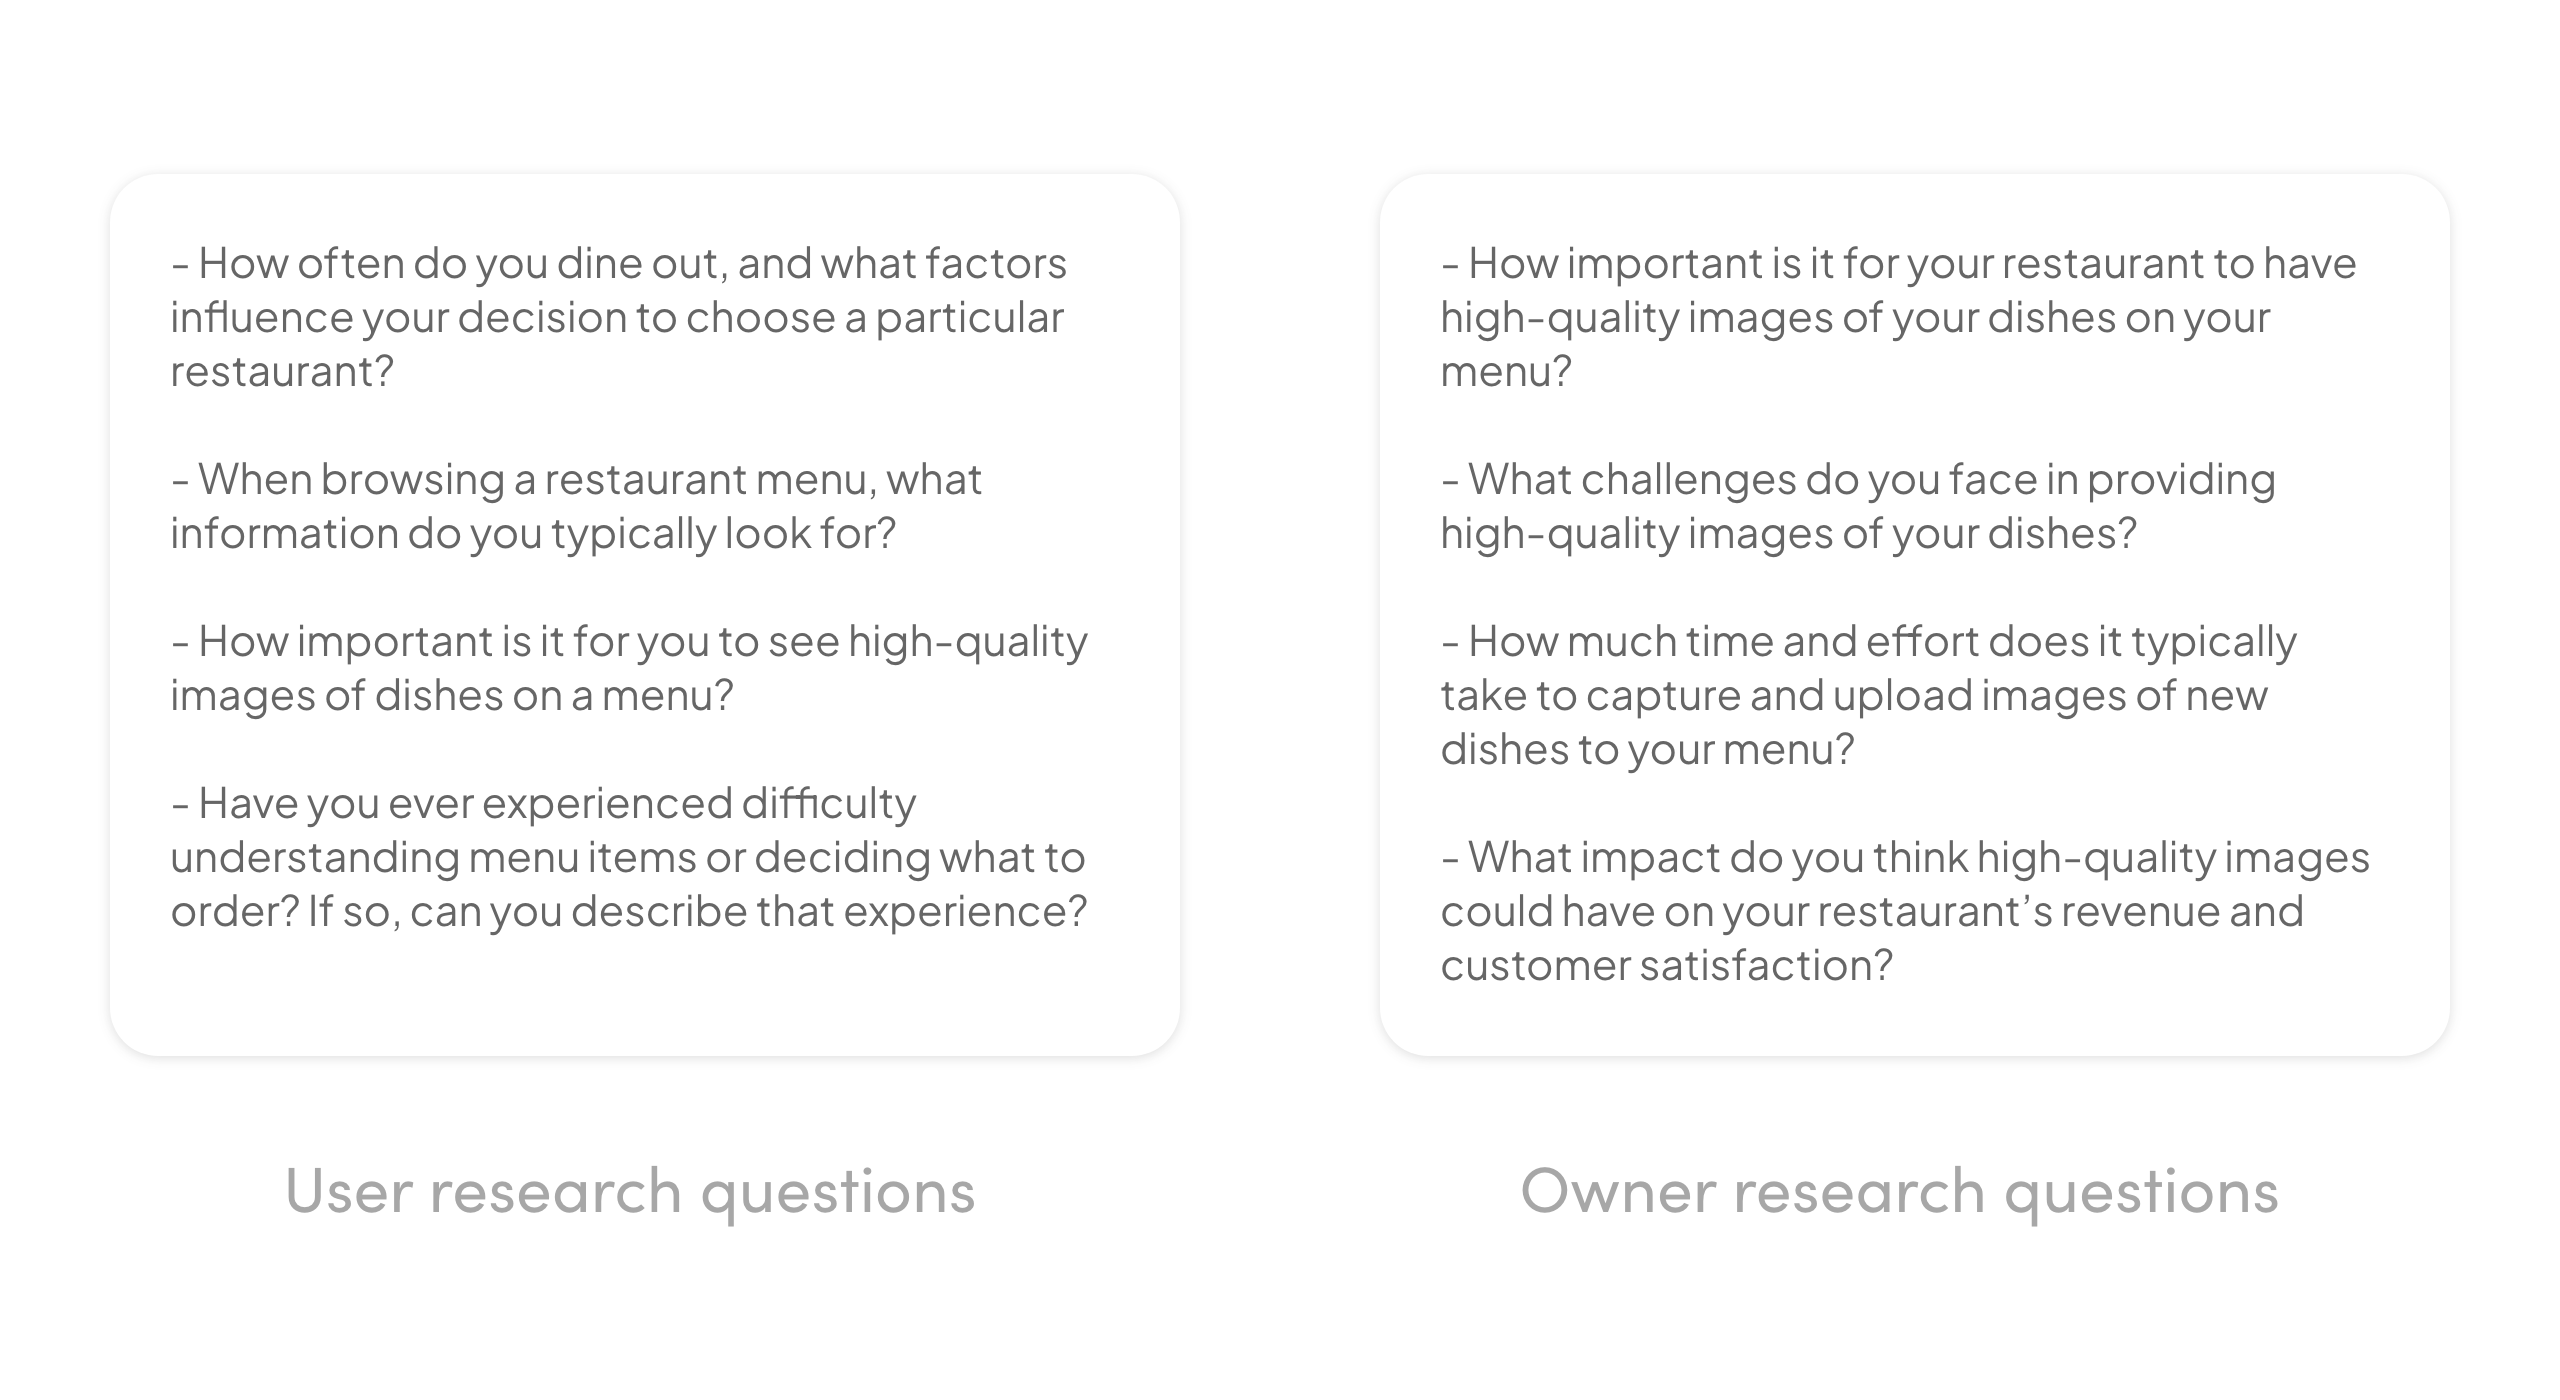 - How often do you dine out, and what factors
influence your decision to choose a particular
restaurant?
- When browsing a restaurant menu, what
information do you typically look for?
- How important is it for you to see high-quality
images of dishes on a menu?
- Have you ever experienced difficulty
understanding menu items or deciding what to
order? If so, can you describe that experience?
User research questions
- How important is it for your restaurant to have
high-quality images of your dishes on your
menu?
- What challenges do you face in providing
high-quality images of your dishes?
- How much time and effort does it typically
take to capture and upload images of new
dishes to your menu?
- What impact do you think high-quality images
could have on your restaurant’s revenue and
customer satisfaction?
Owner research questions